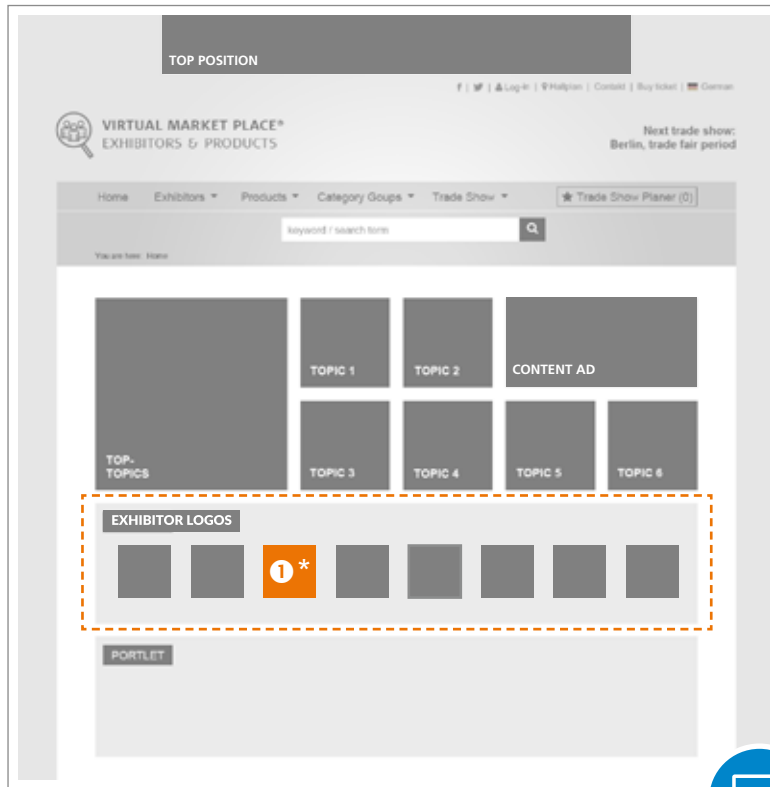 TOP POSITION
f | | Log-In | Hallplan | Contakt | Buy ticket | German
VIRTUAL MARKET PLACE®
EXHIBITORS & PRODUCTS
Next trade show:
Berlin, trade fair period
Home Exhibitors Products Category Goups Trade Show ★ Trade Show Planer (0)
keyword / search term
You are here: Home
TOPIC 1
TOPIC 2
CONTENT AD
TOP-
TOPICS
TOPIC 3
TOPIC 4
TOPIC 5
TOPIC 6
EXHIBITOR LOGOS
1 *
PORTLET